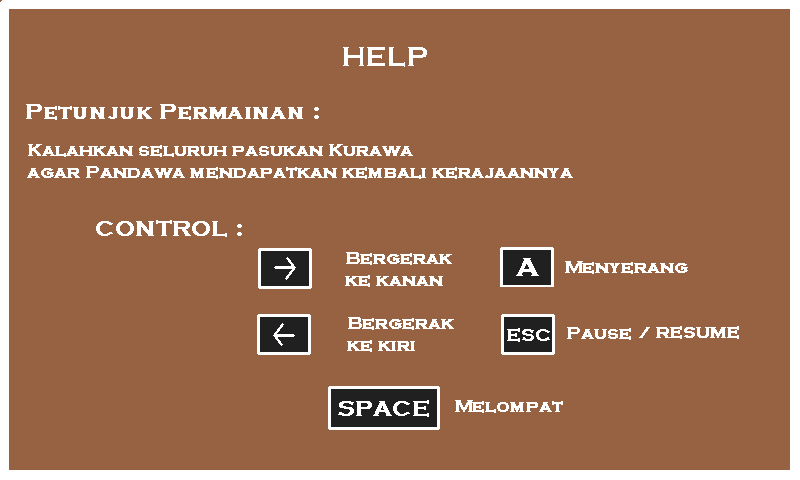 HELP
Petunjuk Permainan :
Kalahkan seluruh pasukan Kurawa
agar Pandawa mendapatkan kembali kerajaannya
CONTROL :
→ Bergerak ke kanan
A Menyerang
← Bergerak ke kiri
ESC Pause / resume
SPACE Melompat